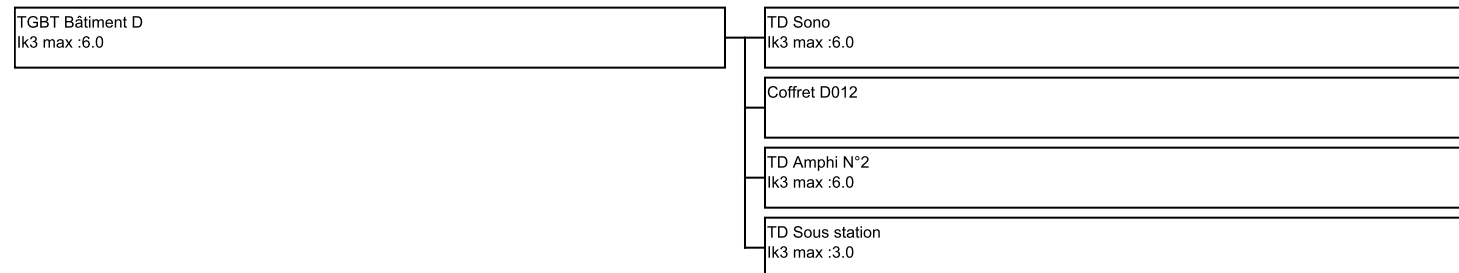 TGBT Bâtiment D
Ik3 max :6.0
TD Sono
Ik3 max :6.0
Coffret D012
TD Amphi N°2
Ik3 max :6.0
TD Sous station
Ik3 max :3.0